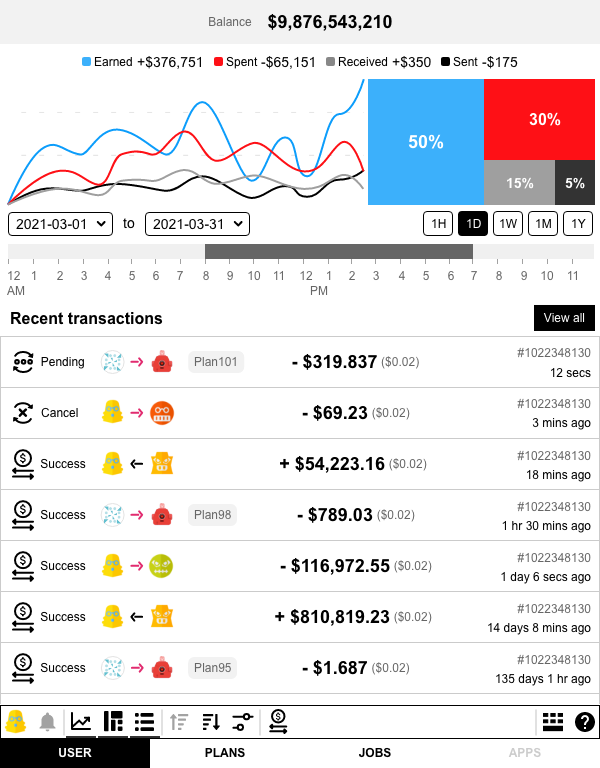 Balance $9,876,543,210
Earned +$376,751 Spent -$65,151 Received +$350 Sent -$175
50%
30%
15%
5%
2021-03-01 to 2021-03-31 1H 1D 1W 1M 1Y
12 1 2 3 4 5 6 7 8 9 10 11 12 1 2 3 4 5 6 7 8 9 10 11
AM PM
Recent transactions View all
Pending Plan101 - $319.837 ($0.02) #1022348130
12 secs
Cancel - $69.23 ($0.02) #1022348130
3 mins ago
Success + $54,223.16 ($0.02) #1022348130
18 mins ago
Success Plan98 - $789.03 ($0.02) #1022348130
1 hr 30 mins ago
Success - $116,972.55 ($0.02) #1022348130
1 day 6 secs ago
Success + $810,819.23 ($0.02) #1022348130
14 days 8 mins ago
Success Plan95 - $1.687 ($0.02) #1022348130
135 days 1 hr ago
USER PLANS JOBS APPS